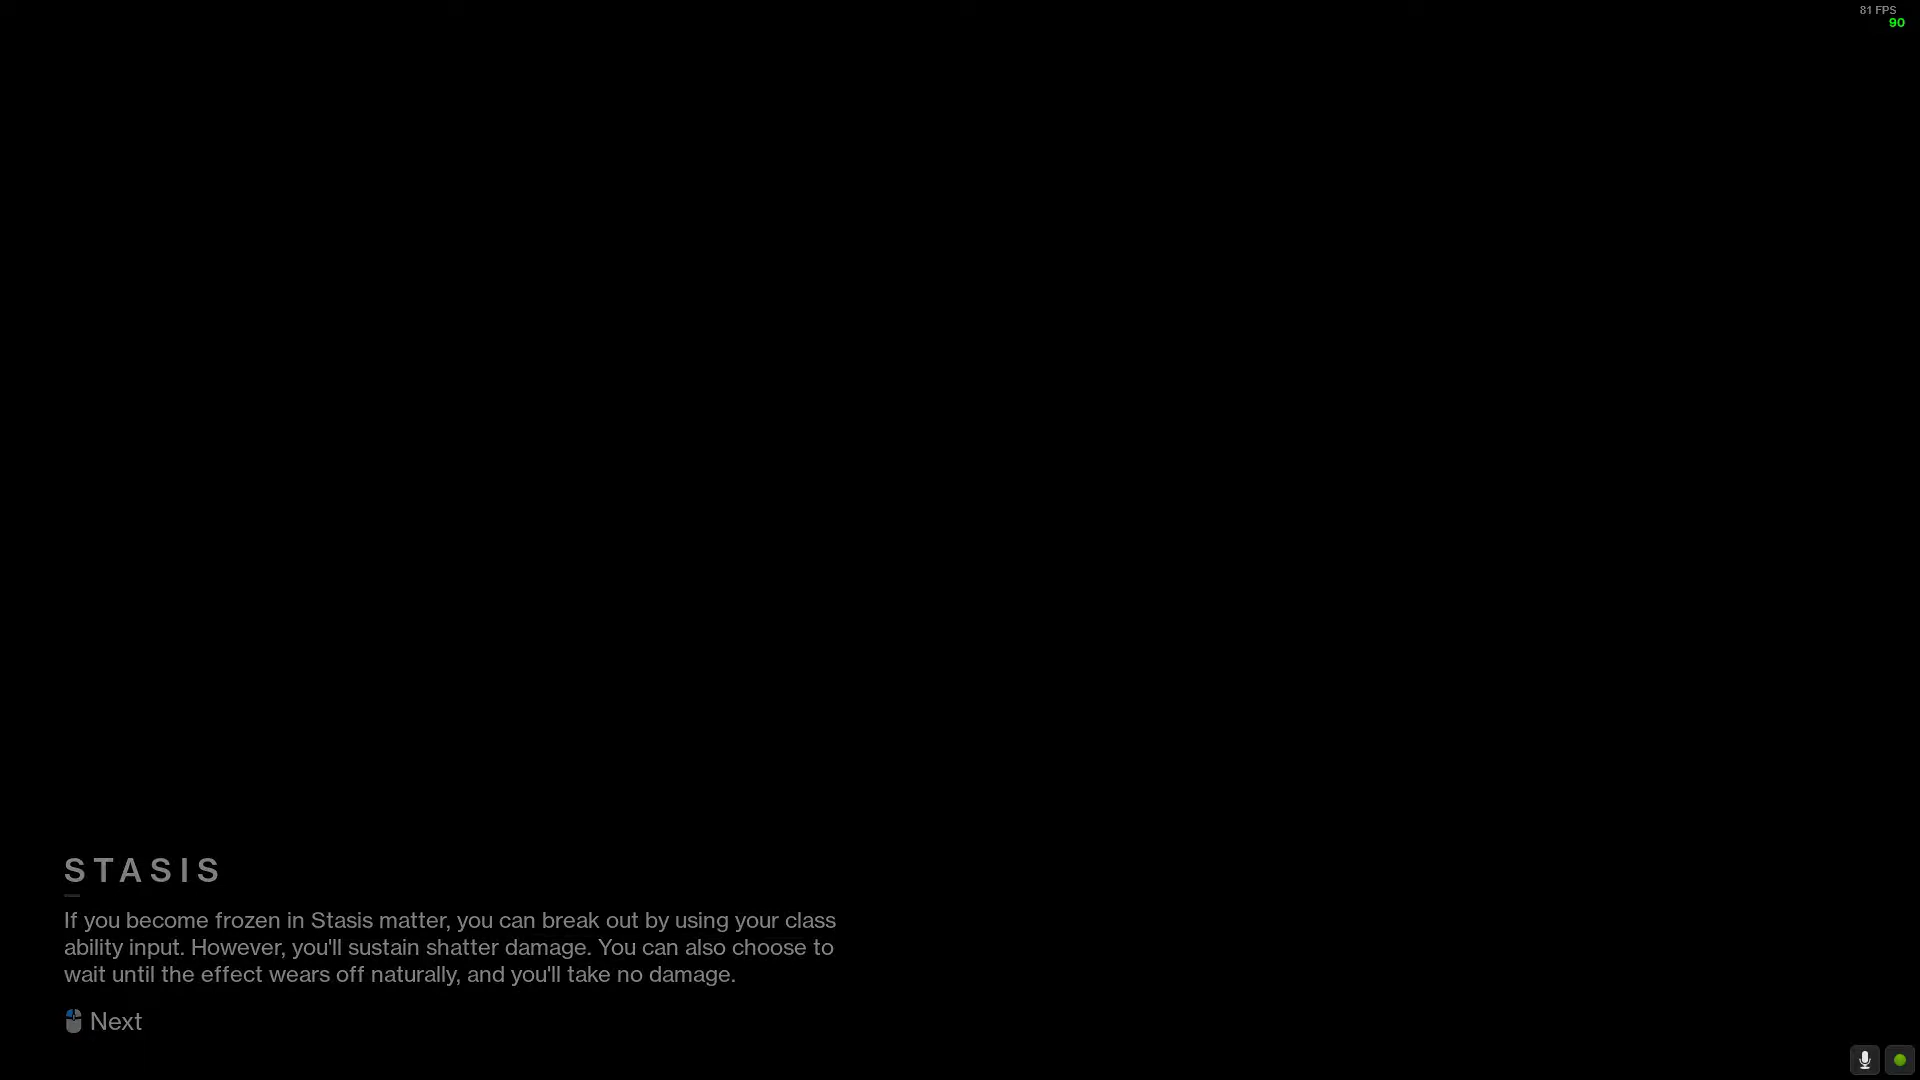 81 FPS
90
STASIS
If you become frozen in Stasis matter, you can break out by using your class
ability input. However, you'll sustain shatter damage. You can also choose to
wait until the effect wears off naturally, and you'll take no damage.
Next